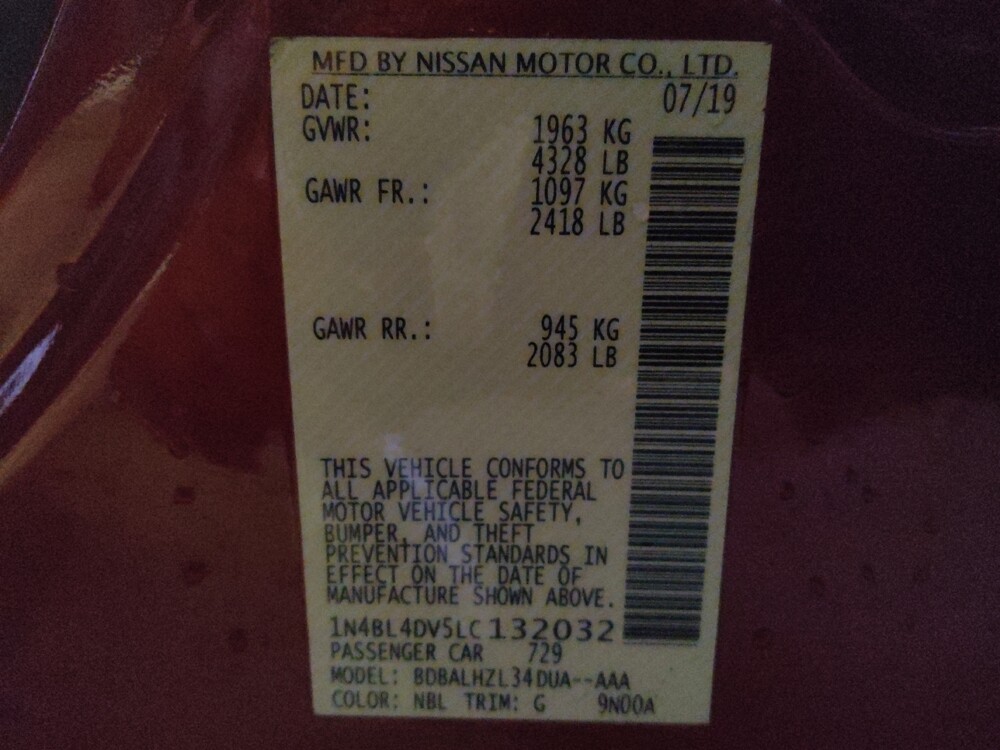 MFD BY NISSAN MOTOR CO., LTD.
DATE: 07/19
GVWR: 1963 KG
4328 LB
GAWR FR.: 1097 KG
2418 LB
GAWR RR.: 945 KG
2083 LB
THIS VEHICLE CONFORMS TO
ALL APPLICABLE FEDERAL
MOTOR VEHICLE SAFETY,
BUMPER, AND THEFT
PREVENTION STANDARDS IN
EFFECT ON THE DATE OF
MANUFACTURE SHOWN ABOVE.
1N4BL4DV5LC132032
PASSENGER CAR 729
MODEL: BDBALHZL34DUA--AAA
COLOR: NBL TRIM: G 9N00A